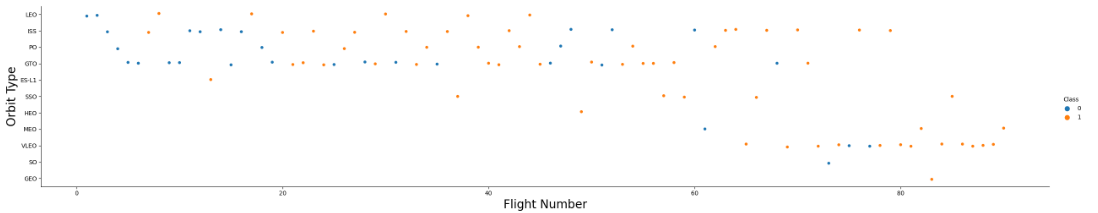 LEO
ISS
PO
GTO
ES-L1
SSO
HEO
MEO
VLEO
SO
GEO
Orbit Type
0
20
40
60
80
Flight Number
Class
0
1